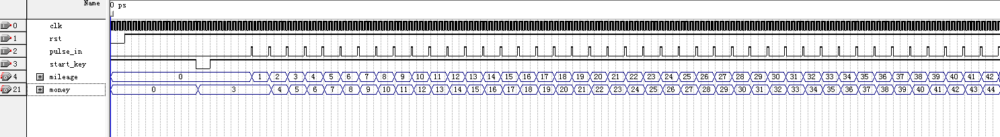 Name 0 ps
0 clk
1 rst
2 pulse_in
3 start_key
4 mileage 0 1 2 3 4 5 6 7 8 9 10 11 12 13 14 15 16 17 18 19 20 21 22 23 24 25 26 27 28 29 30 31 32 33 34 35 36 37 38 39 40 41 42
21 money 0 3 4 5 6 7 8 9 10 11 12 13 14 15 16 17 18 19 20 21 22 23 24 25 26 27 28 29 30 31 32 33 34 35 36 37 38 39 40 41 42 43 44